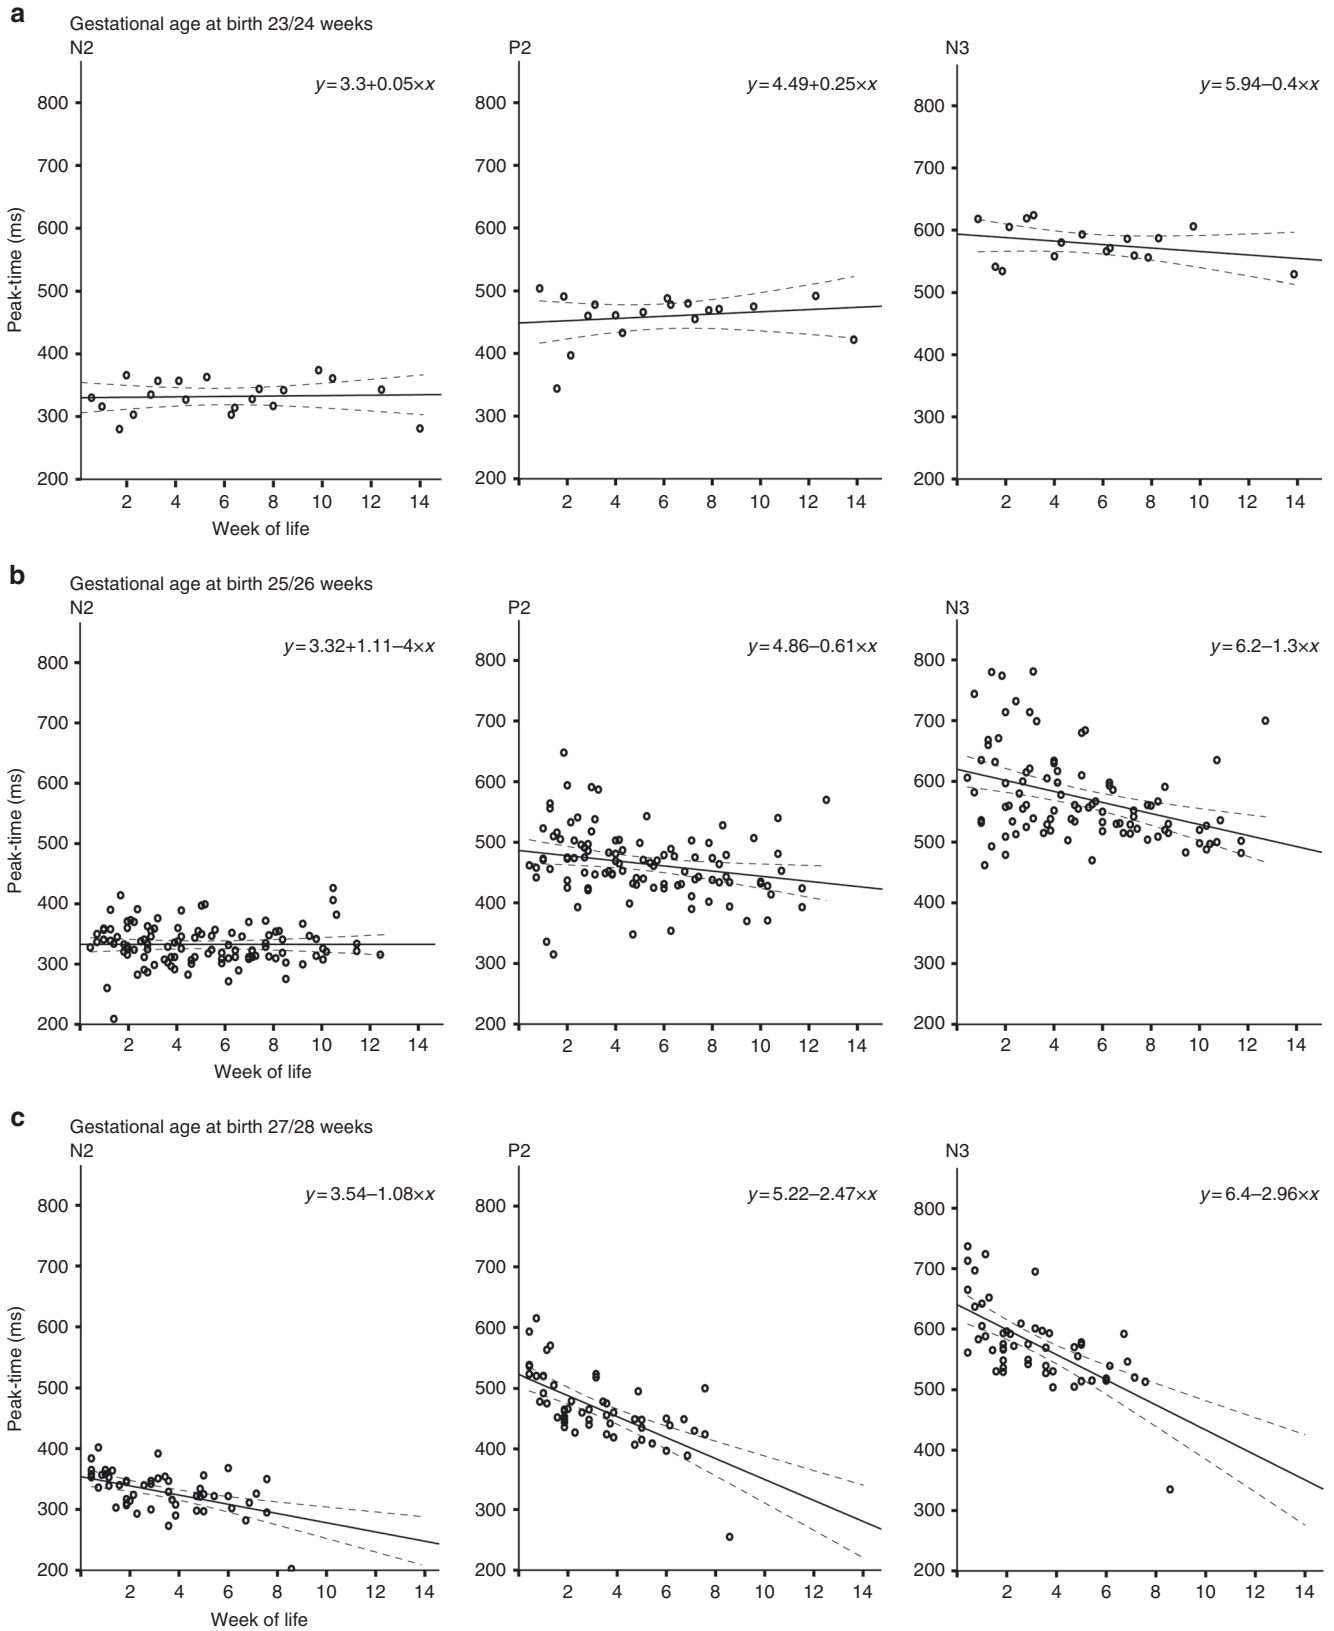 a
Gestational age at birth 23/24 weeks
N2
y=3.3+0.05×x
Peak-time (ms)
800
700
600
500
400
300
200
2 4 6 8 10 12 14
Week of life
P2
y=4.49+0.25×x
800
700
600
500
400
300
200
2 4 6 8 10 12 14
N3
y=5.94–0.4×x
800
700
600
500
400
300
200
2 4 6 8 10 12 14
b
Gestational age at birth 25/26 weeks
N2
y=3.32+1.11–4×x
Peak-time (ms)
800
700
600
500
400
300
200
2 4 6 8 10 12 14
Week of life
P2
y=4.86–0.61×x
800
700
600
500
400
300
200
2 4 6 8 10 12 14
N3
y=6.2–1.3×x
800
700
600
500
400
300
200
2 4 6 8 10 12 14
c
Gestational age at birth 27/28 weeks
N2
y=3.54–1.08×x
Peak-time (ms)
800
700
600
500
400
300
200
2 4 6 8 10 12 14
Week of life
P2
y=5.22–2.47×x
800
700
600
500
400
300
200
2 4 6 8 10 12 14
N3
y=6.4–2.96×x
800
700
600
500
400
300
200
2 4 6 8 10 12 14